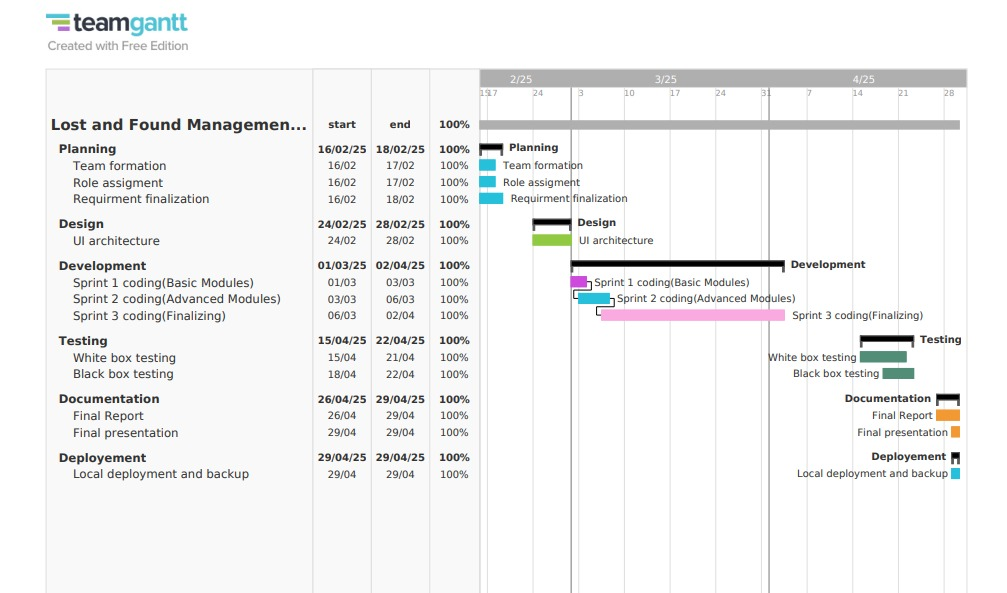 teamgantt
Created with Free Edition
2/25 3/25 4/25
15 17 24 3 10 17 24 31 7 14 21 28
Lost and Found Managemen... start end 100%
Planning 16/02/25 18/02/25 100% Planning
Team formation 16/02 17/02 100% Team formation
Role assigment 16/02 17/02 100% Role assigment
Requirment finalization 16/02 18/02 100% Requirment finalization
Design 24/02/25 28/02/25 100% Design
UI architecture 24/02 28/02 100% UI architecture
Development 01/03/25 02/04/25 100% Development
Sprint 1 coding(Basic Modules) 01/03 03/03 100% Sprint 1 coding(Basic Modules)
Sprint 2 coding(Advanced Modules) 03/03 06/03 100% Sprint 2 coding(Advanced Modules)
Sprint 3 coding(Finalizing) 06/03 02/04 100% Sprint 3 coding(Finalizing)
Testing 15/04/25 22/04/25 100% Testing
White box testing 15/04 21/04 100% White box testing
Black box testing 18/04 22/04 100% Black box testing
Documentation 26/04/25 29/04/25 100% Documentation
Final Report 26/04 29/04 100% Final Report
Final presentation 29/04 29/04 100% Final presentation
Deployement 29/04/25 29/04/25 100% Deployement
Local deployment and backup 29/04 29/04 100% Local deployment and backup